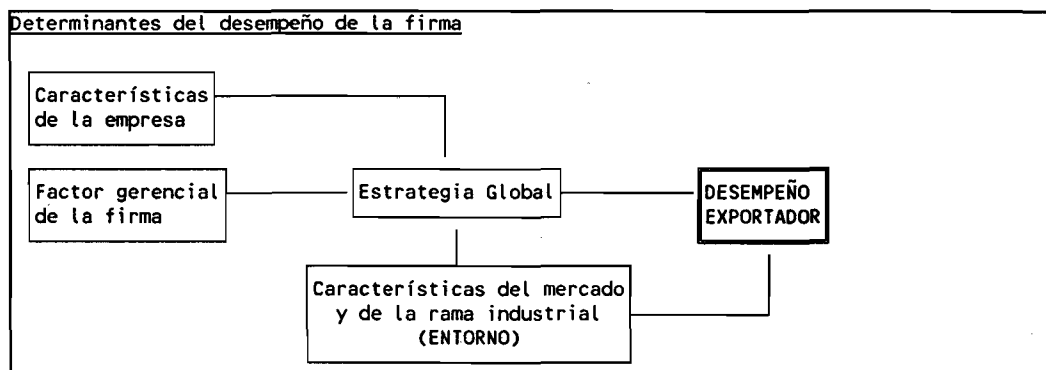 Determinantes del desempeño de la firma
Características
de la empresa
Factor gerencial
de la firma
Estrategia Global
DESEMPEÑO
EXPORTADOR
Características del mercado
y de la rama industrial
(ENTORNO)